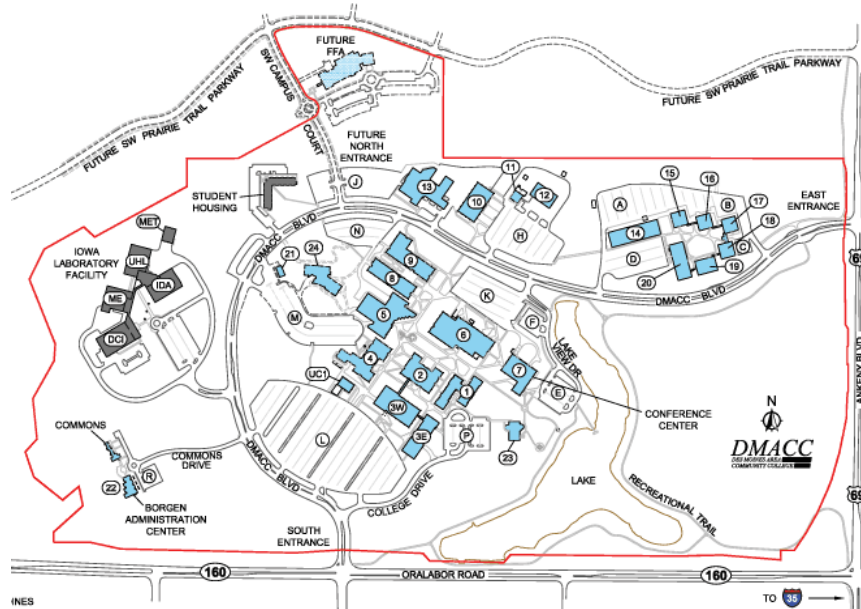 FUTURE
FFA
SW CAMPUS
COURT
FUTURE SW PRAIRIE TRAIL PARKWAY
FUTURE SW PRAIRIE TRAIL PARKWAY
FUTURE
NORTH
ENTRANCE
STUDENT
HOUSING
J
13
10
11
12
H
15
16
17
18
A
B
C
D
14
19
20
EAST
ENTRANCE
MET
IOWA
LABORATORY
FACILITY
UHL
IDA
ME
DCI
DMACC BLVD
N
21
24
M
9
8
5
K
6
F
DMACC BLVD
69
ANKENY BLVD
LAKE
VIEW DR
4
UC1
2
1
7
E
3W
3E
P
23
L
CONFERENCE
CENTER
N
DMACC
DES MOINES AREA
COMMUNITY COLLEGE
COMMONS
COMMONS
DRIVE
R
22
BORGEN
ADMINISTRATION
CENTER
DMACC BLVD
COLLEGE DRIVE
LAKE
RECREATIONAL TRAIL
69
SOUTH
ENTRANCE
160
ORALABOR ROAD
160
INES
TO 35